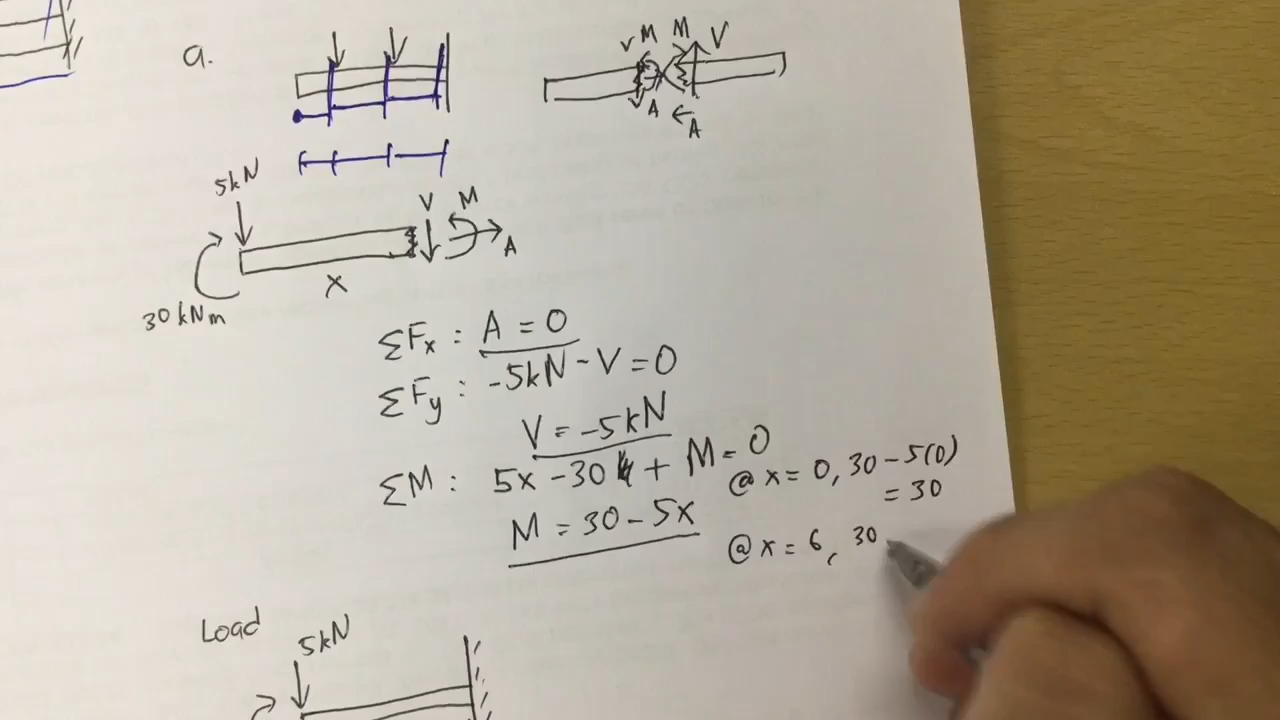 a.
V M M V
A
A
5kN
V M
A
x
30 kNm
ΣFx : A = 0
ΣFy : -5kN - V = 0
V = -5kN
ΣM : 5x - 30 + M = 0
M = 30 - 5x
@ x = 0, 30 - 5(0)
= 30
@ x = 6, 30
Load
5kN